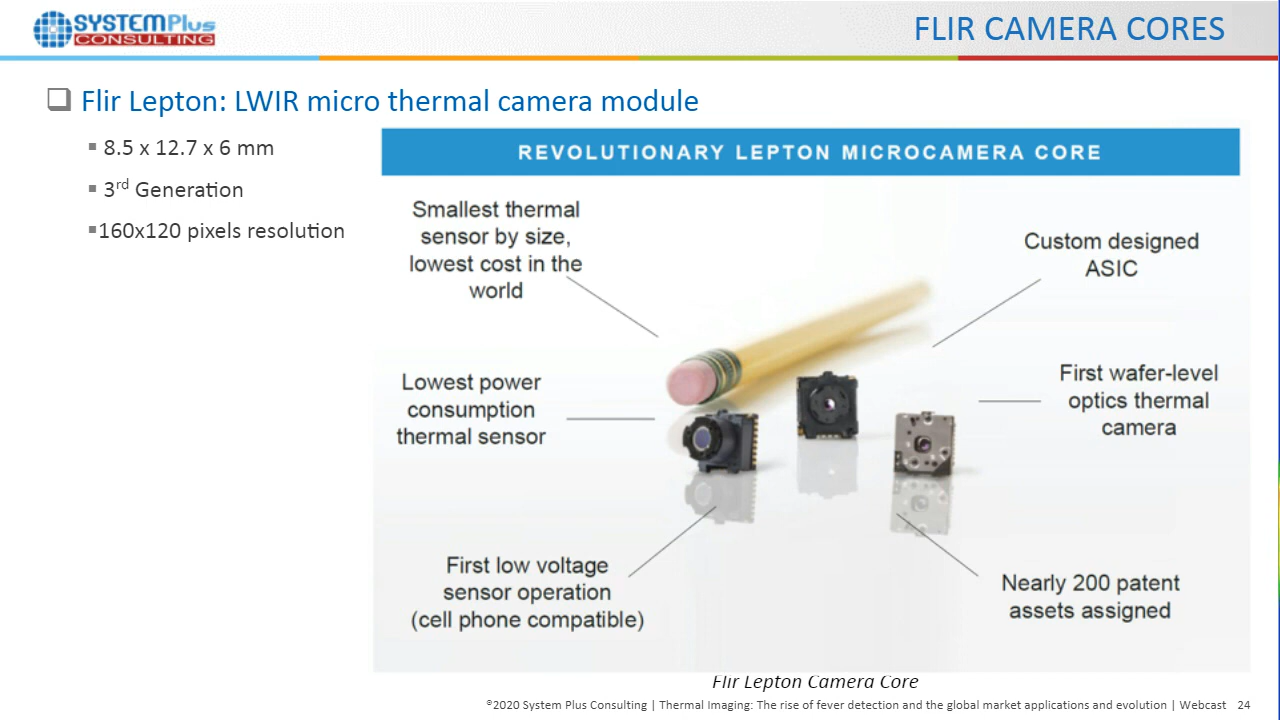 SYSTEMPlus
CONSULTING
FLIR CAMERA CORES
Flir Lepton: LWIR micro thermal camera module
8.5 x 12.7 x 6 mm
3rd Generation
160x120 pixels resolution
REVOLUTIONARY LEPTON MICROCAMERA CORE
Smallest thermal
sensor by size,
lowest cost in the
world
Custom designed
ASIC
Lowest power
consumption
thermal sensor
First wafer-level
optics thermal
camera
First low voltage
sensor operation
(cell phone compatible)
Nearly 200 patent
assets assigned
Flir Lepton Camera Core
©2020 System Plus Consulting | Thermal Imaging: The rise of fever detection and the global market applications and evolution | Webcast 24